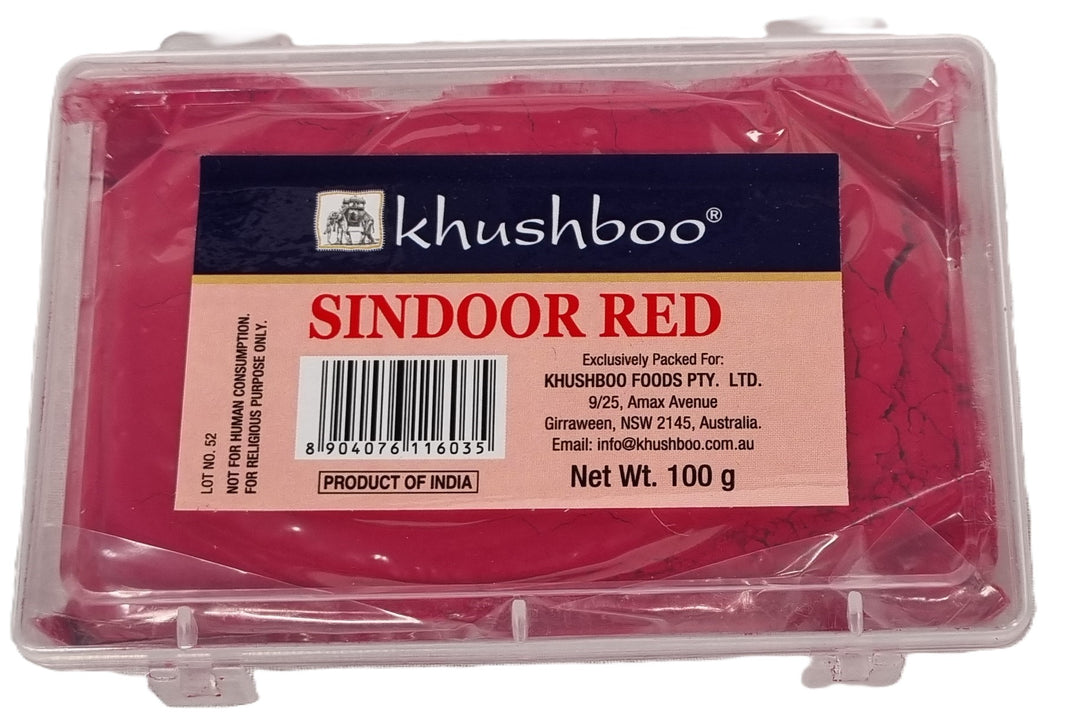 khushboo®
SINDOOR RED
LOT NO. 52
NOT FOR HUMAN CONSUMPTION.
FOR RELIGIOUS PURPOSE ONLY.
8 904076 116035
PRODUCT OF INDIA
Exclusively Packed For:
KHUSHBOO FOODS PTY. LTD.
9/25, Amax Avenue
Girraween, NSW 2145, Australia.
Email: info@khushboo.com.au
Net Wt. 100 g